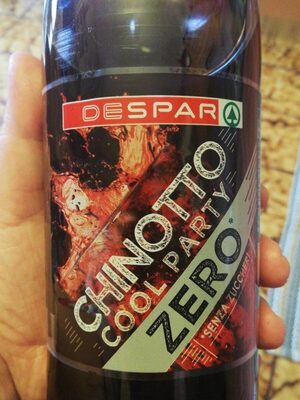 DESPAR
CHINOTTO
COOL PARTY
ZERO*
*SENZA ZUCCHERI